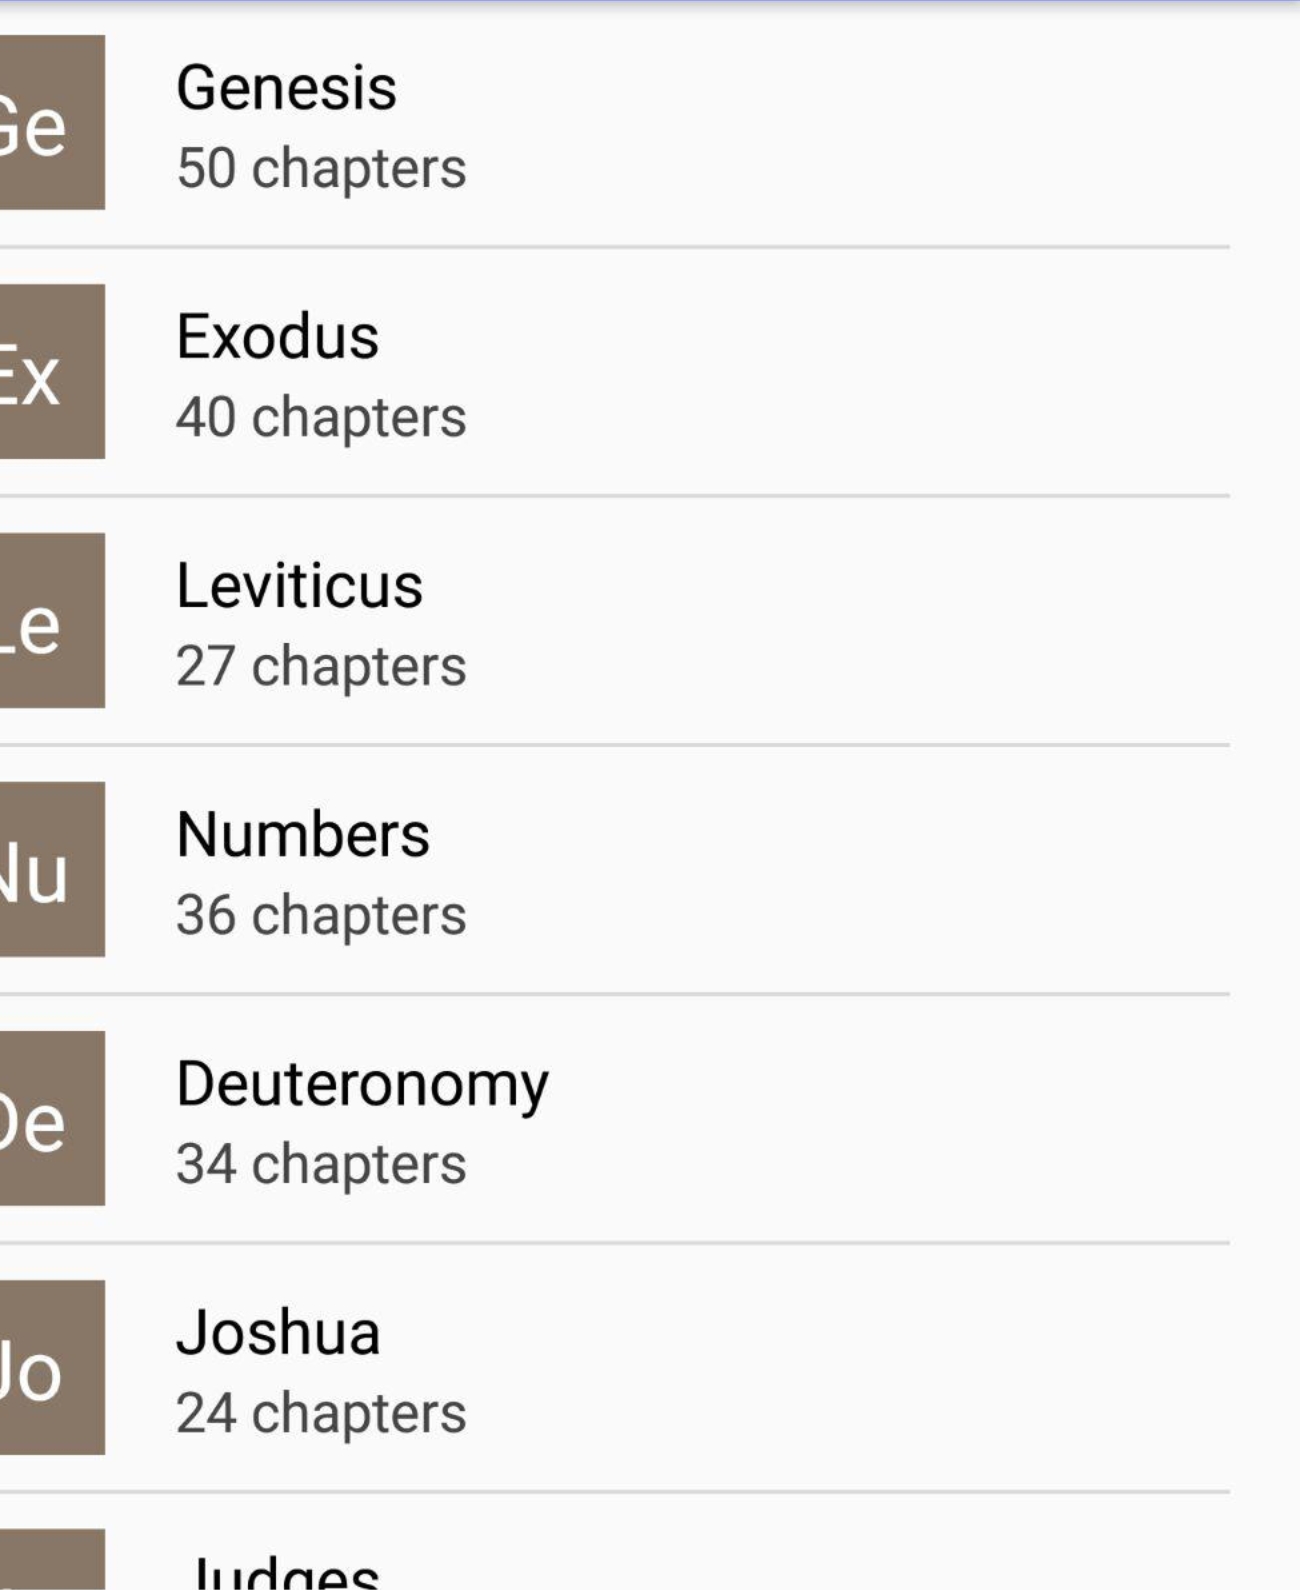 Ge
Genesis
50 chapters
Ex
Exodus
40 chapters
Le
Leviticus
27 chapters
Nu
Numbers
36 chapters
De
Deuteronomy
34 chapters
Jo
Joshua
24 chapters
Judges